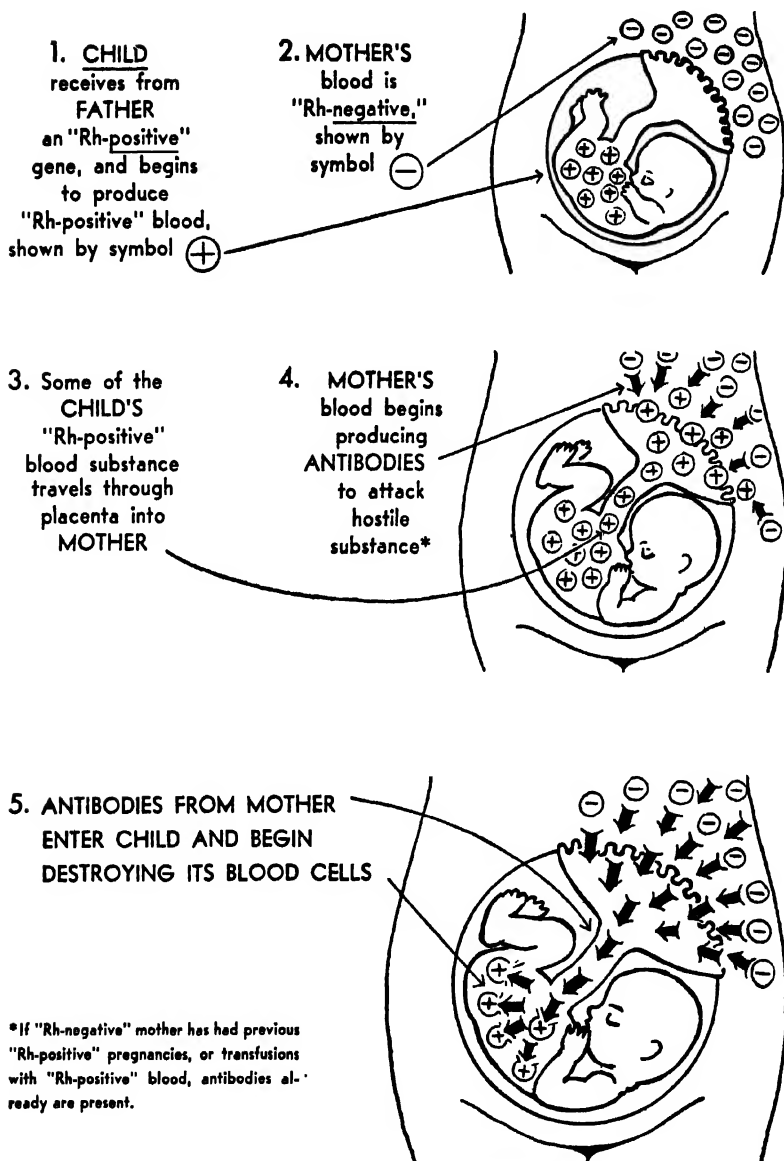 1. CHILD
receives from
FATHER
an "Rh-positive"
gene, and begins
to produce
"Rh-positive" blood,
shown by symbol ⊕
2. MOTHER'S
blood is
"Rh-negative,"
shown by
symbol ⊖
3. Some of the
CHILD'S
"Rh-positive"
blood substance
travels through
placenta into
MOTHER
4. MOTHER'S
blood begins
producing
ANTIBODIES
to attack
hostile
substance*
5. ANTIBODIES FROM MOTHER
ENTER CHILD AND BEGIN
DESTROYING ITS BLOOD CELLS
*If "Rh-negative" mother has had previous
"Rh-positive" pregnancies, or transfusions
with "Rh-positive" blood, antibodies al-
ready are present.